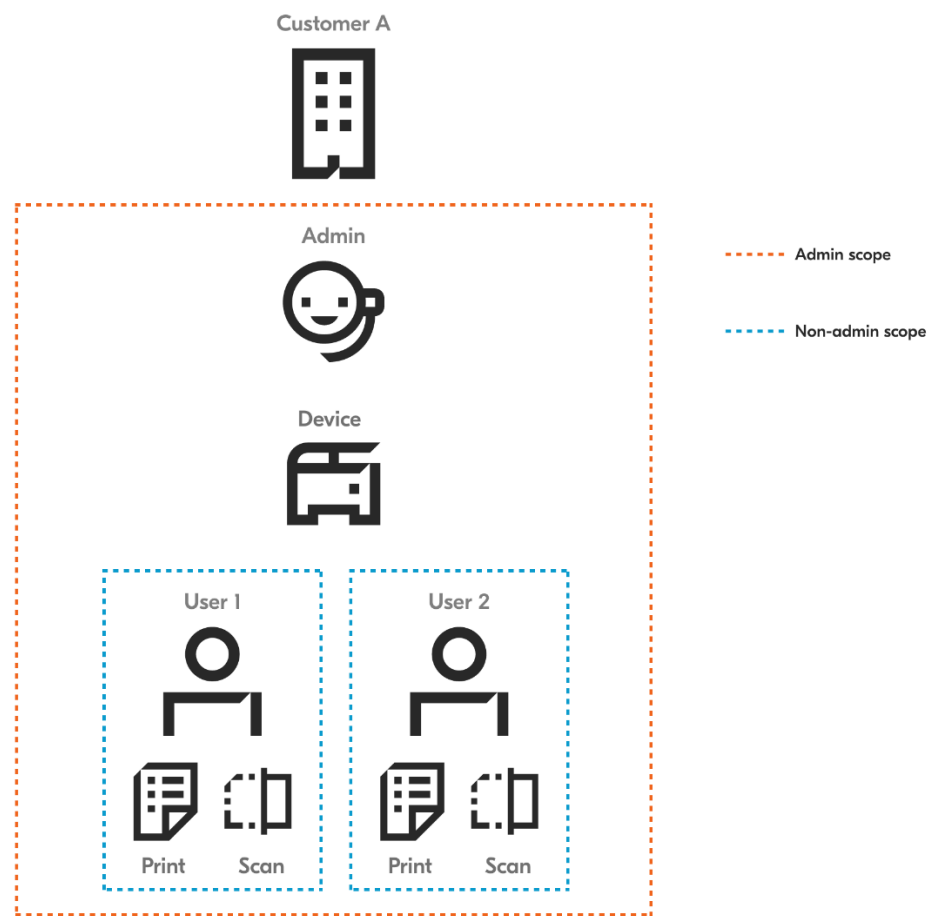 Customer A
Admin
Admin scope
Non-admin scope
Device
User 1
User 2
Print
Scan
Print
Scan